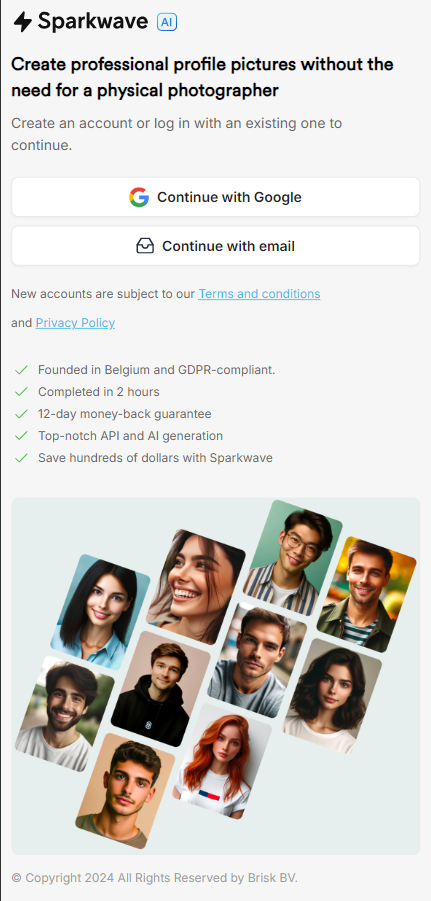 Sparkwave AI
Create professional profile pictures without the
need for a physical photographer
Create an account or log in with an existing one to
continue.
Continue with Google
Continue with email
New accounts are subject to our Terms and conditions
and Privacy Policy
Founded in Belgium and GDPR-compliant.
Completed in 2 hours
12-day money-back guarantee
Top-notch API and AI generation
Save hundreds of dollars with Sparkwave
© Copyright 2024 All Rights Reserved by Brisk BV.